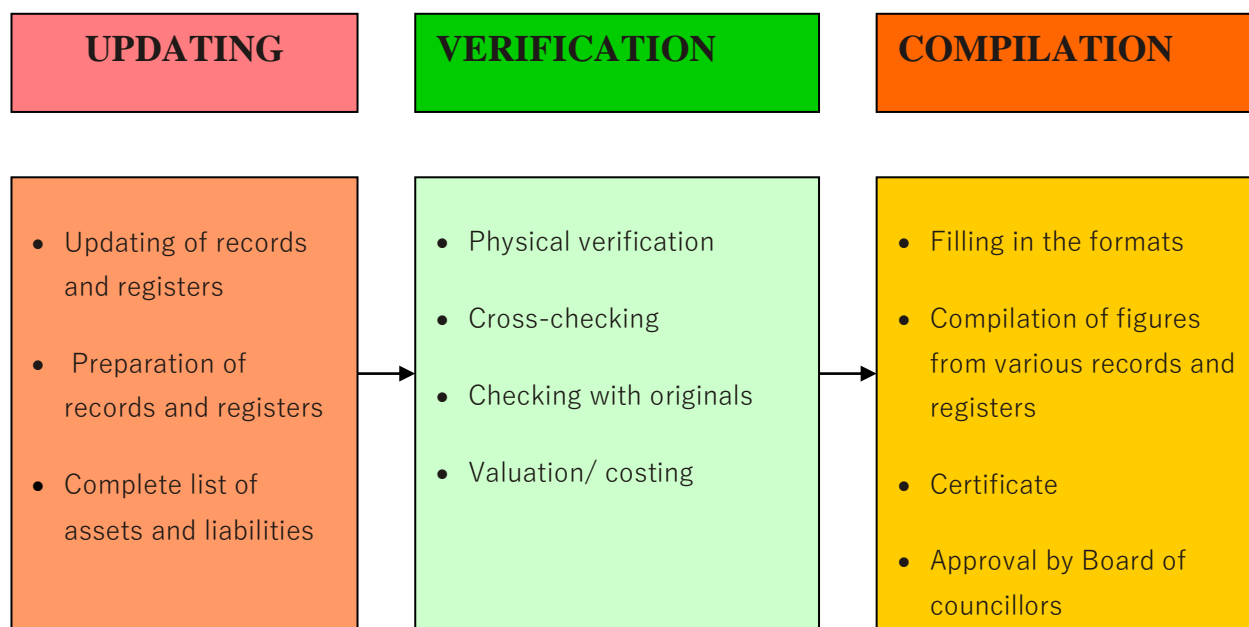 UPDATING
VERIFICATION
COMPILATION
• Updating of records
and registers
• Preparation of
records and registers
• Complete list of
assets and liabilities
• Physical verification
• Cross-checking
• Checking with originals
• Valuation/ costing
• Filling in the formats
• Compilation of figures
from various records and
registers
• Certificate
• Approval by Board of
councillors